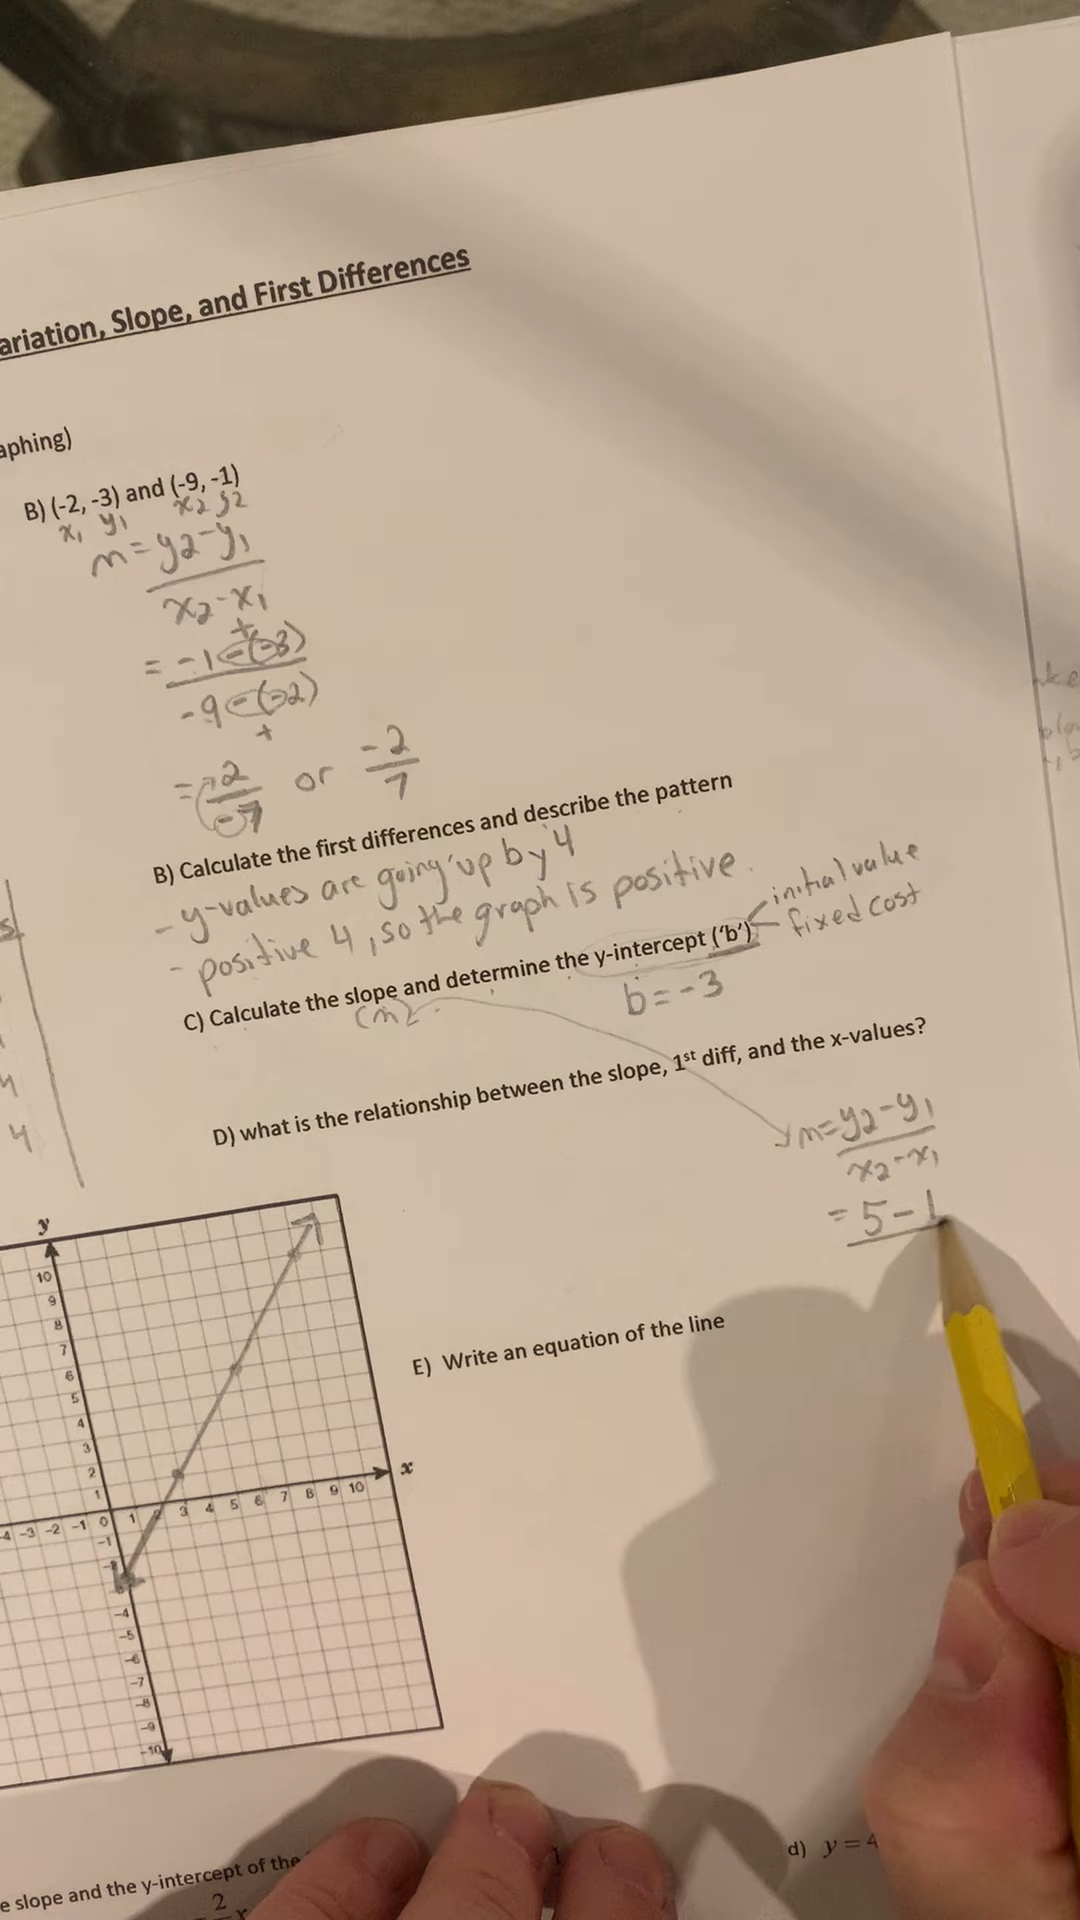 ariation, Slope, and First Differences
aphing)
B) (-2, -3) and (-9, -1)
x₁ y₁ x₂ y₂
m = y₂ - y₁
x₂ - x₁
+
= -1 - (-3)
-9 - (-2)
+
= 2 or -2
-7 7
B) Calculate the first differences and describe the pattern
- y-values are going up by 4
- positive 4, so the graph is positive.
initial value
C) Calculate the slope and determine the y-intercept ('b') fixed cost
(m)
b = -3
D) what is the relationship between the slope, 1st diff, and the x-values?
4
4
m = y₂ - y₁
x₂ - x₁
= 5 - 1
y
10
9
8
7
6
5
4
3
2
1
E) Write an equation of the line
x
-4 -3 -2 -1 0 1 2 3 4 5 6 7 8 9 10
-1
-4
-5
-6
-7
-8
-9
-10
d) y = 4
e slope and the y-intercept of the
2
x